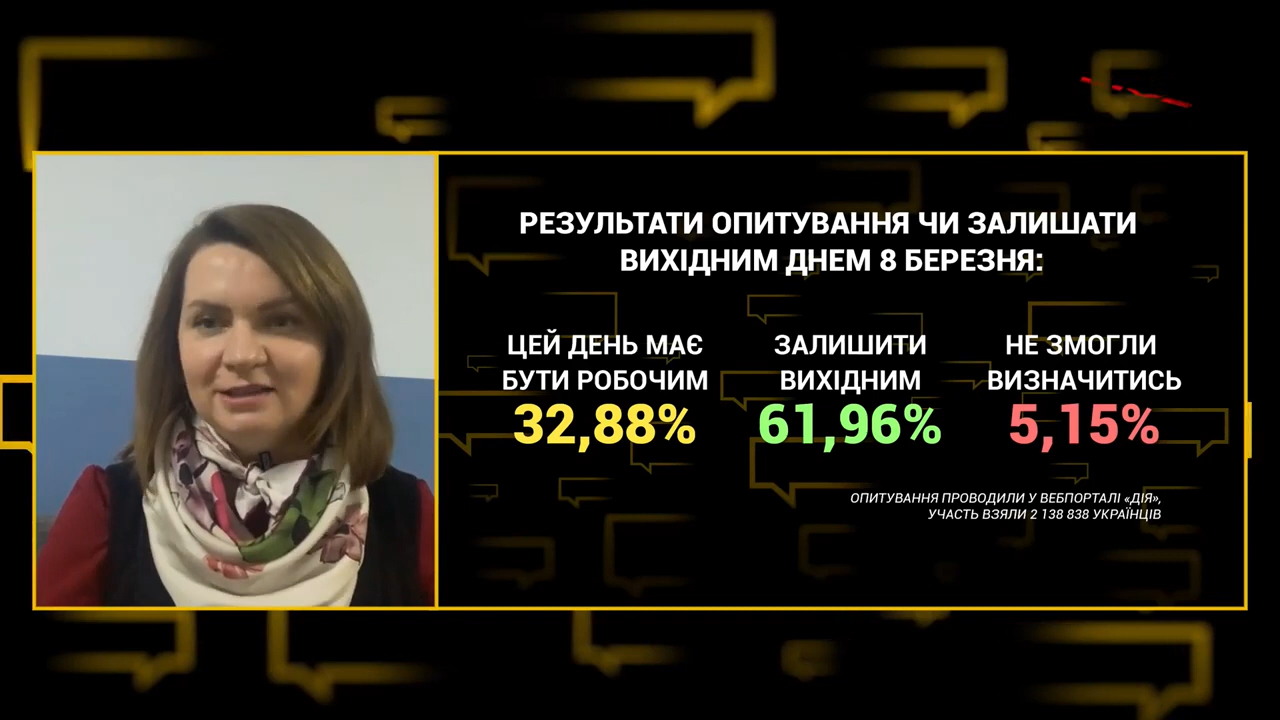 РЕЗУЛЬТАТИ ОПИТУВАННЯ ЧИ ЗАЛИШАТИ
ВИХІДНИМ ДНЕМ 8 БЕРЕЗНЯ:
ЦЕЙ ДЕНЬ МАЄ
БУТИ РОБОЧИМ
32,88%
ЗАЛИШИТИ
ВИХІДНИМ
61,96%
НЕ ЗМОГЛИ
ВИЗНАЧИТИСЬ
5,15%
ОПИТУВАННЯ ПРОВОДИЛИ У ВЕБПОРТАЛІ «ДІЯ»,
УЧАСТЬ ВЗЯЛИ 2 138 838 УКРАЇНЦІВ